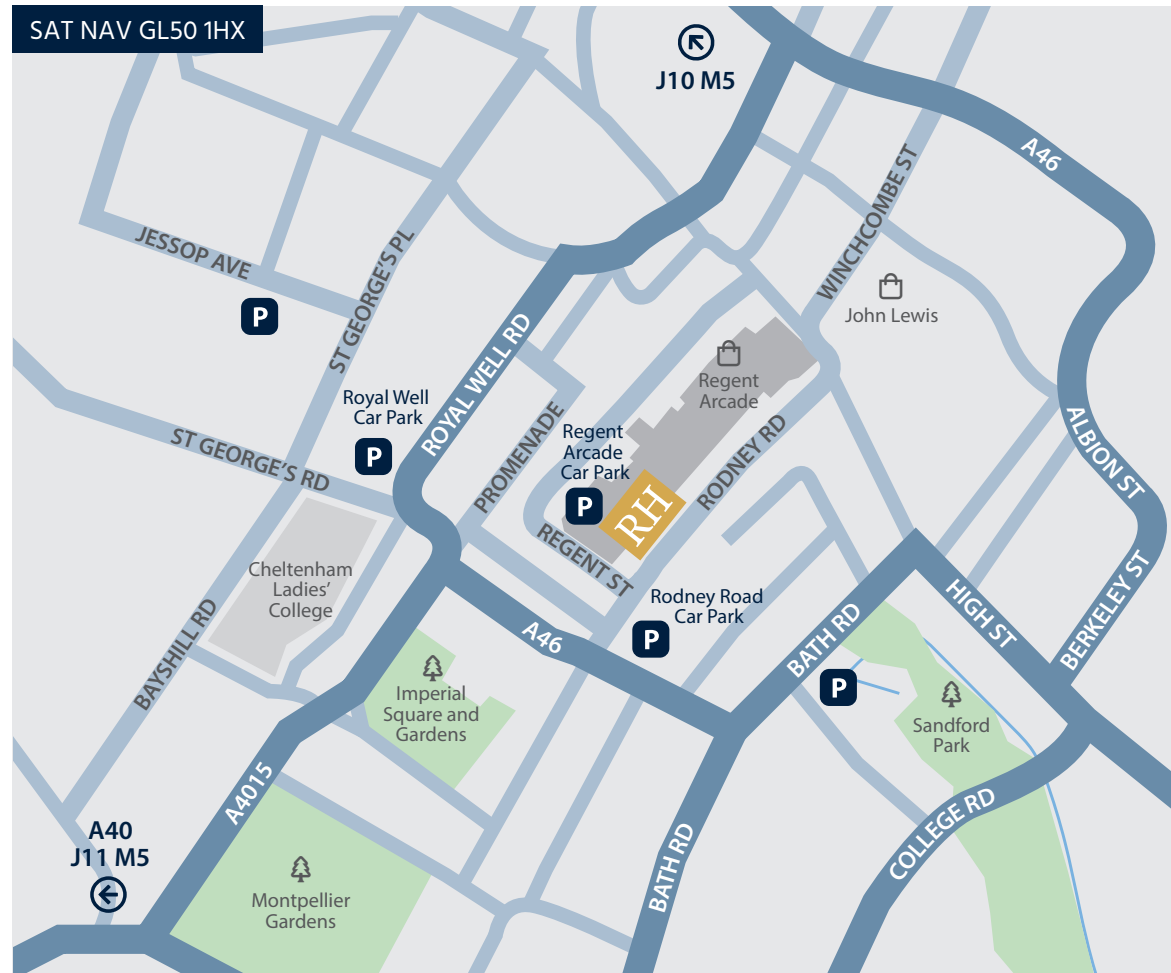 SAT NAV GL50 1HX
J10 M5
A46
WINCHCOMBE ST
JESSOP AVE
ST GEORGE'S PL
P
John Lewis
ROYAL WELL RD
Regent
Arcade
Royal Well
Car Park
P
PROMENADE
Regent
Arcade
Car Park
P
RODNEY RD
ALBION ST
ST GEORGE'S RD
RH
REGENT ST
Cheltenham
Ladies'
College
Rodney Road
Car Park
P
A46
BATH RD
HIGH ST
BERKELEY ST
BAYSHILL RD
Imperial
Square and
Gardens
P
Sandford
Park
A4015
A40
J11 M5
BATH RD
COLLEGE RD
Montpellier
Gardens